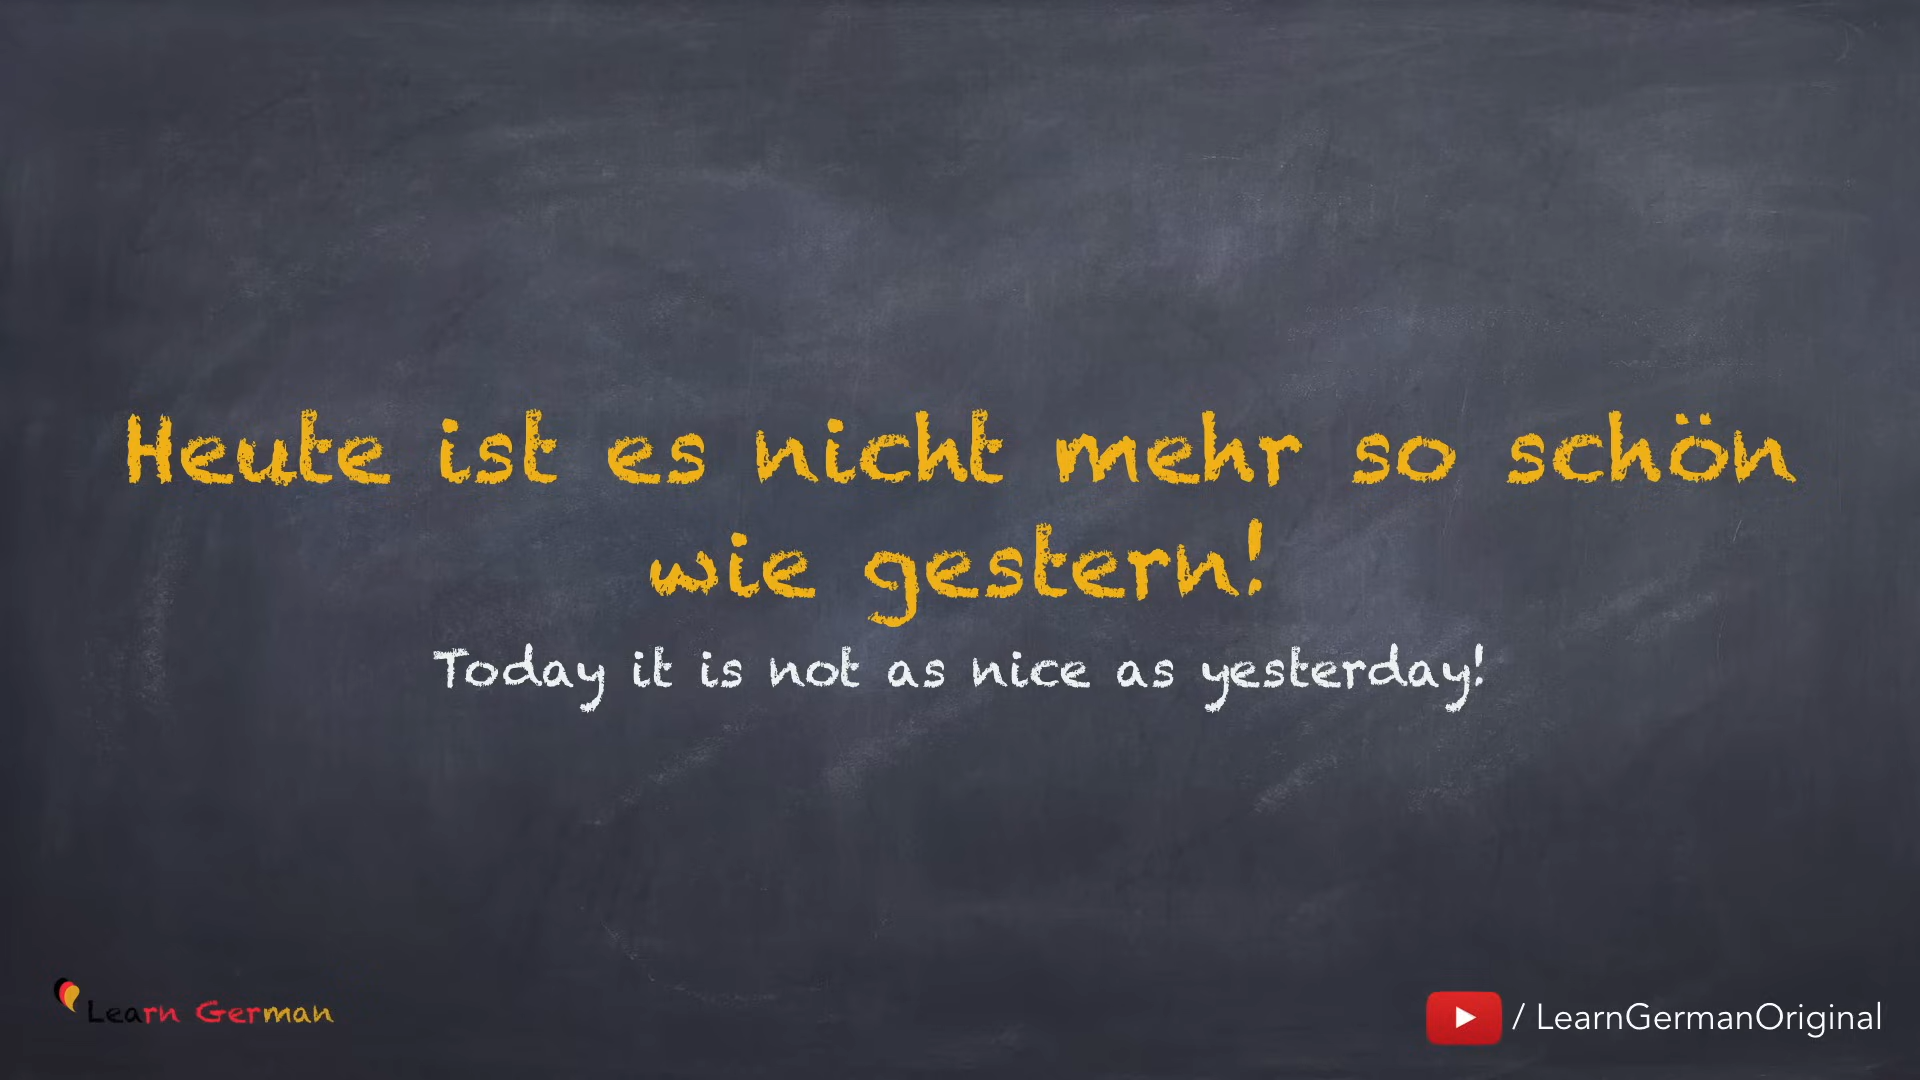 Heute ist es nicht mehr so schön
wie gestern!
Today it is not as nice as yesterday!
Learn German
/ LearnGermanOriginal